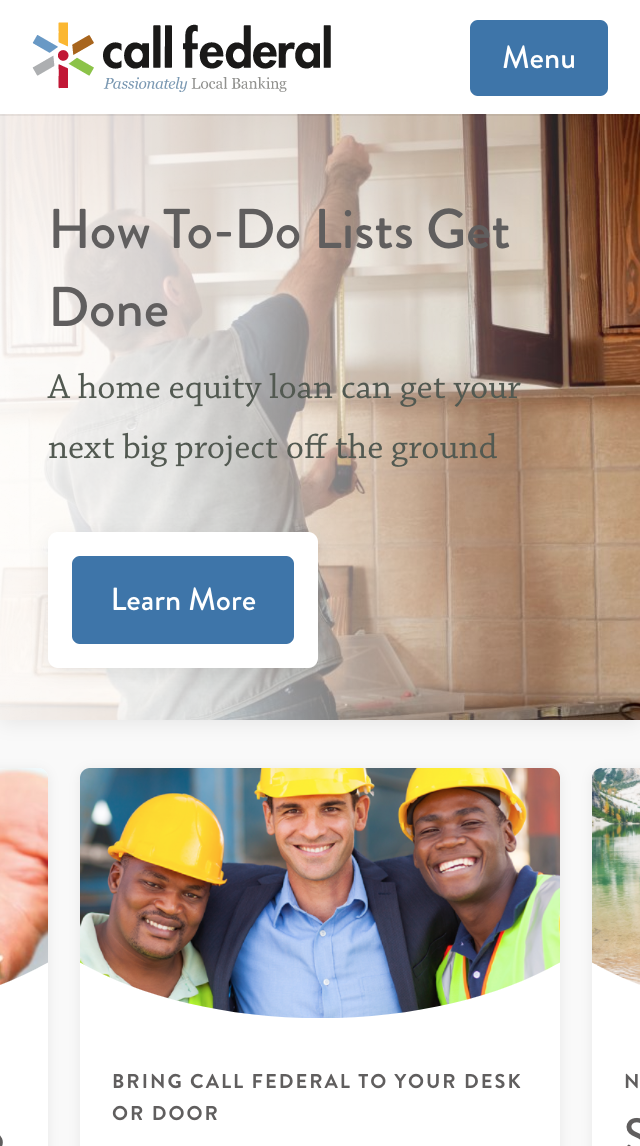 call federal
Passionately Local Banking
Menu
How To-Do Lists Get
Done
A home equity loan can get your
next big project off the ground
Learn More
BRING CALL FEDERAL TO YOUR DESK
OR DOOR